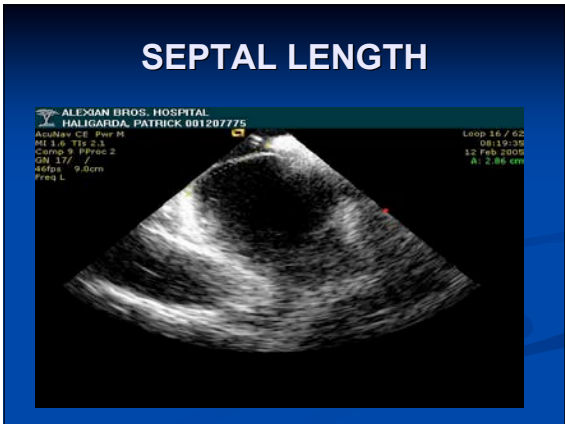 SEPTAL LENGTH
ALEXIAN BROS. HOSPITAL
HALIGARDA, PATRICK 001207775
AcuNav CE Pwr M
MI 1.6 TIs 2.1
Comp 9 PProc 2
GN 17/ /
46fps 9.0cm
Freq L
Loop 16 / 62
08:19:35
12 Feb 2005
A: 2.86 cm